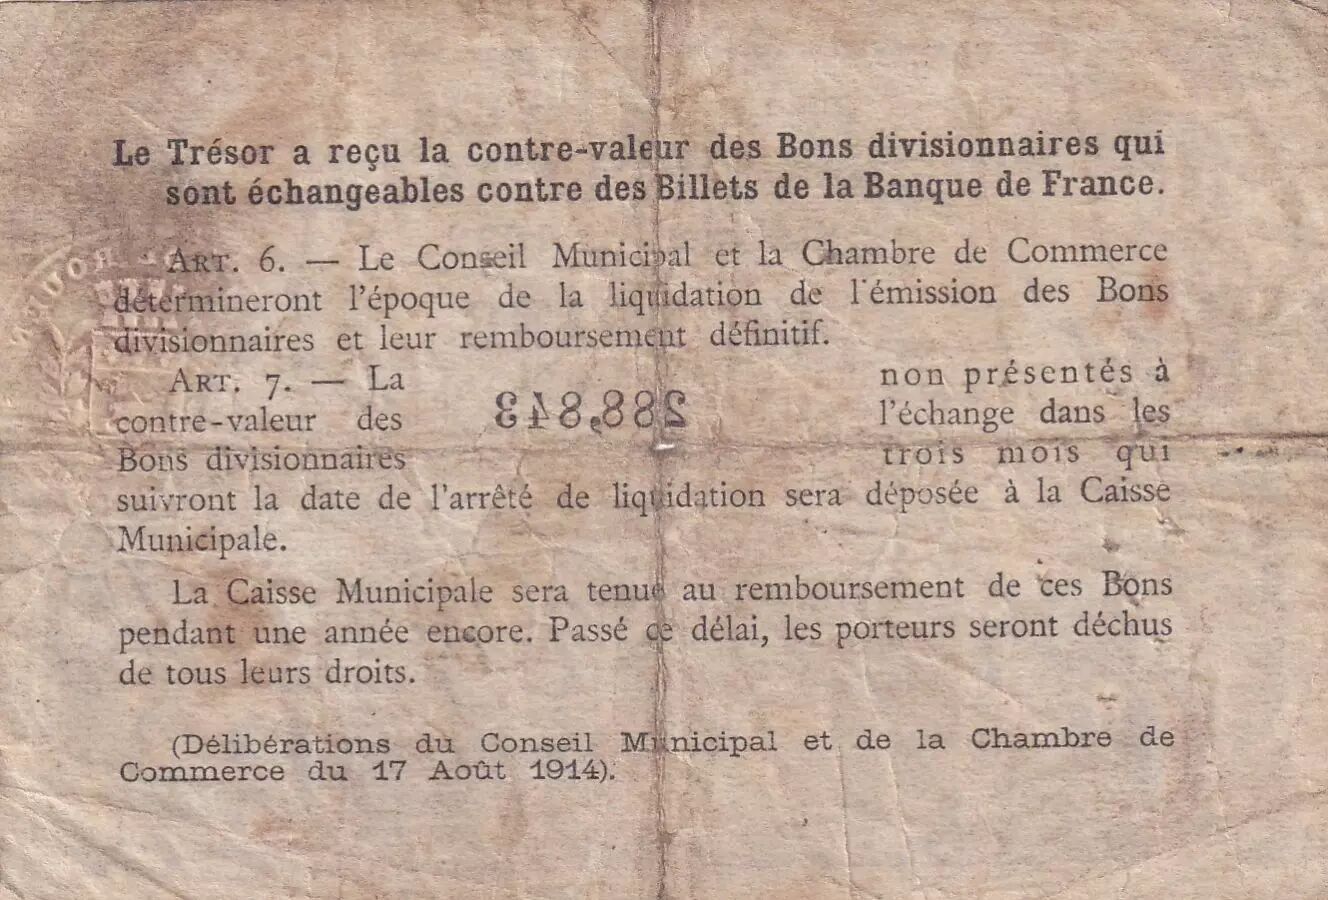 Le Trésor a reçu la contre-valeur des Bons divisionnaires qui
sont échangeables contre des Billets de la Banque de France.
ART. 6. — Le Conseil Municipal et la Chambre de Commerce
détermineront l'époque de la liquidation de l'émission des Bons
divisionnaires et leur remboursement définitif.
ART. 7. — La non présentés à
contre-valeur des 288,843 l'échange dans les
Bons divisionnaires trois mois qui
suivront la date de l'arrêté de liquidation sera déposée à la Caisse
Municipale.
La Caisse Municipale sera tenue au remboursement de ces Bons
pendant une année encore. Passé ce délai, les porteurs seront déchus
de tous leurs droits.
(Délibérations du Conseil Municipal et de la Chambre de
Commerce du 17 Août 1914).